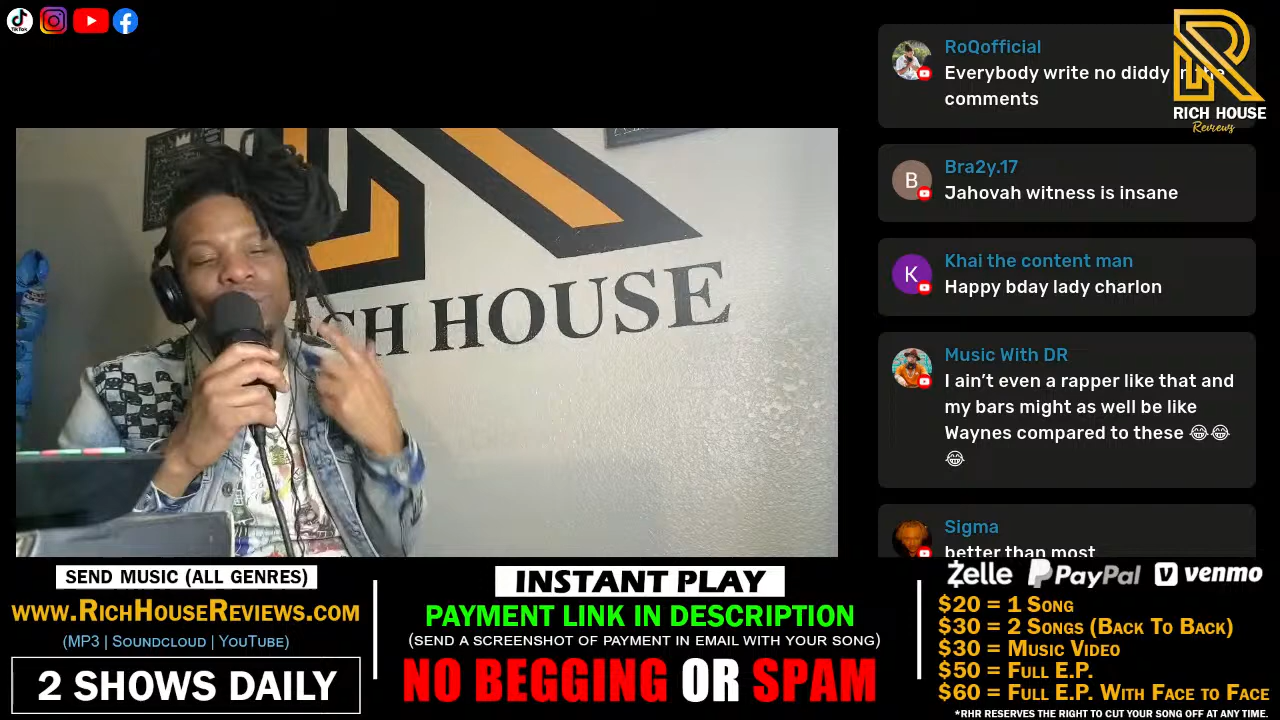 TikTok
RoQofficial
Everybody write no diddy in the
comments
RICH HOUSE
Reviews
Bra2y.17
B
Jahovah witness is insane
Khai the content man
K
Happy bday lady charlon
Music With DR
I ain’t even a rapper like that and
my bars might as well be like
Waynes compared to these 😂😂
😂
Sigma
better than most
RICH HOUSE
SEND MUSIC (ALL GENRES)
www.RichHouseReviews.com
(MP3 | Soundcloud | YouTube)
2 SHOWS DAILY
INSTANT PLAY
PAYMENT LINK IN DESCRIPTION
(SEND A SCREENSHOT OF PAYMENT IN EMAIL WITH YOUR SONG)
NO BEGGING OR SPAM
Zelle PayPal venmo
$20 = 1 Song
$30 = 2 Songs (Back To Back)
$30 = Music Video
$50 = Full E.P.
$60 = Full E.P. With Face to Face
*RHR RESERVES THE RIGHT TO CUT YOUR SONG OFF AT ANY TIME.